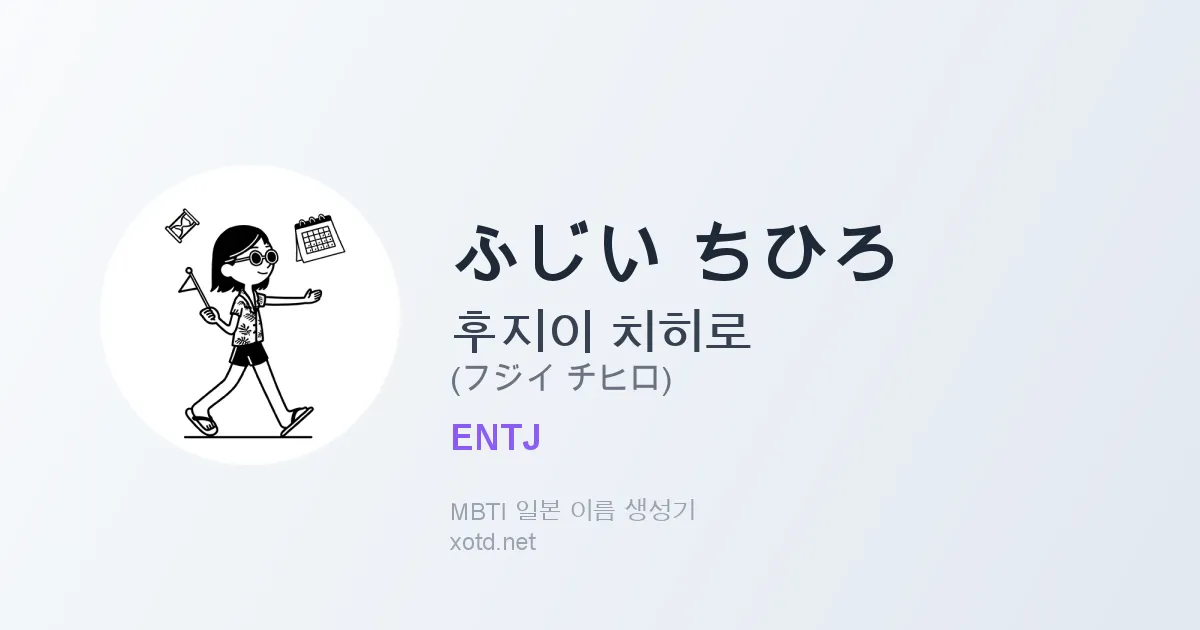 ふじい ちひろ
후지이 치히로
(フジイ チヒロ)
ENTJ
MBTI 일본 이름 생성기
xotd.net